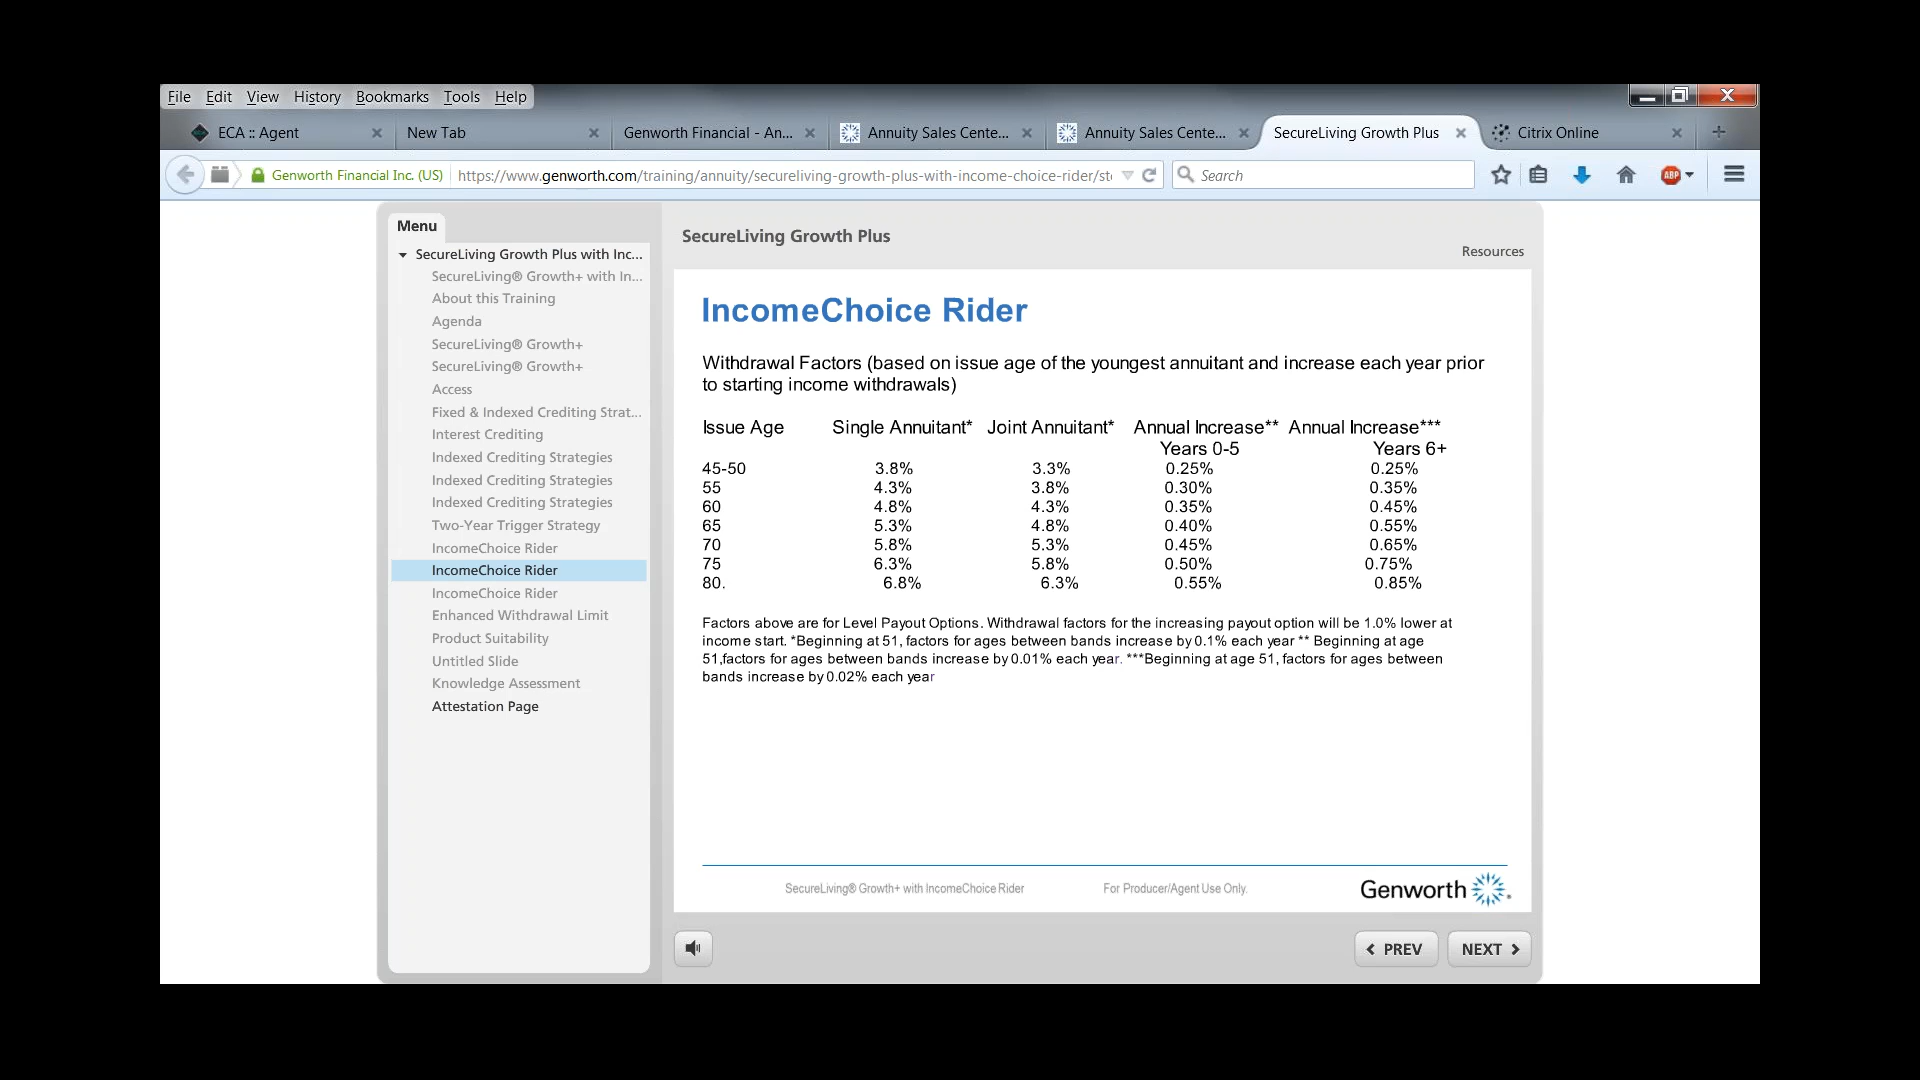 File Edit View History Bookmarks Tools Help
ECA :: Agent
New Tab
Genworth Financial - An...
Annuity Sales Cente...
Annuity Sales Cente...
SecureLiving Growth Plus
Citrix Online
Genworth Financial Inc. (US)
https://www.genworth.com/training/annuity/secureliving-growth-plus-with-income-choice-rider/st
Search
ABP
Menu
SecureLiving Growth Plus with Inc...
SecureLiving® Growth+ with In...
About this Training
Agenda
SecureLiving® Growth+
SecureLiving® Growth+
Access
Fixed & Indexed Crediting Strat...
Interest Crediting
Indexed Crediting Strategies
Indexed Crediting Strategies
Indexed Crediting Strategies
Two-Year Trigger Strategy
IncomeChoice Rider
IncomeChoice Rider
IncomeChoice Rider
Enhanced Withdrawal Limit
Product Suitability
Untitled Slide
Knowledge Assessment
Attestation Page
SecureLiving Growth Plus
Resources
IncomeChoice Rider
Withdrawal Factors (based on issue age of the youngest annuitant and increase each year prior
to starting income withdrawals)
Issue Age Single Annuitant* Joint Annuitant* Annual Increase** Annual Increase***
Years 0-5 Years 6+
45-50 3.8% 3.3% 0.25% 0.25%
55 4.3% 3.8% 0.30% 0.35%
60 4.8% 4.3% 0.35% 0.45%
65 5.3% 4.8% 0.40% 0.55%
70 5.8% 5.3% 0.45% 0.65%
75 6.3% 5.8% 0.50% 0.75%
80. 6.8% 6.3% 0.55% 0.85%
Factors above are for Level Payout Options. Withdrawal factors for the increasing payout option will be 1.0% lower at
income start. *Beginning at 51, factors for ages between bands increase by 0.1% each year ** Beginning at age
51,factors for ages between bands increase by 0.01% each year. ***Beginning at age 51, factors for ages between
bands increase by 0.02% each year
SecureLiving® Growth+ with IncomeChoice Rider
For Producer/Agent Use Only.
Genworth
PREV
NEXT